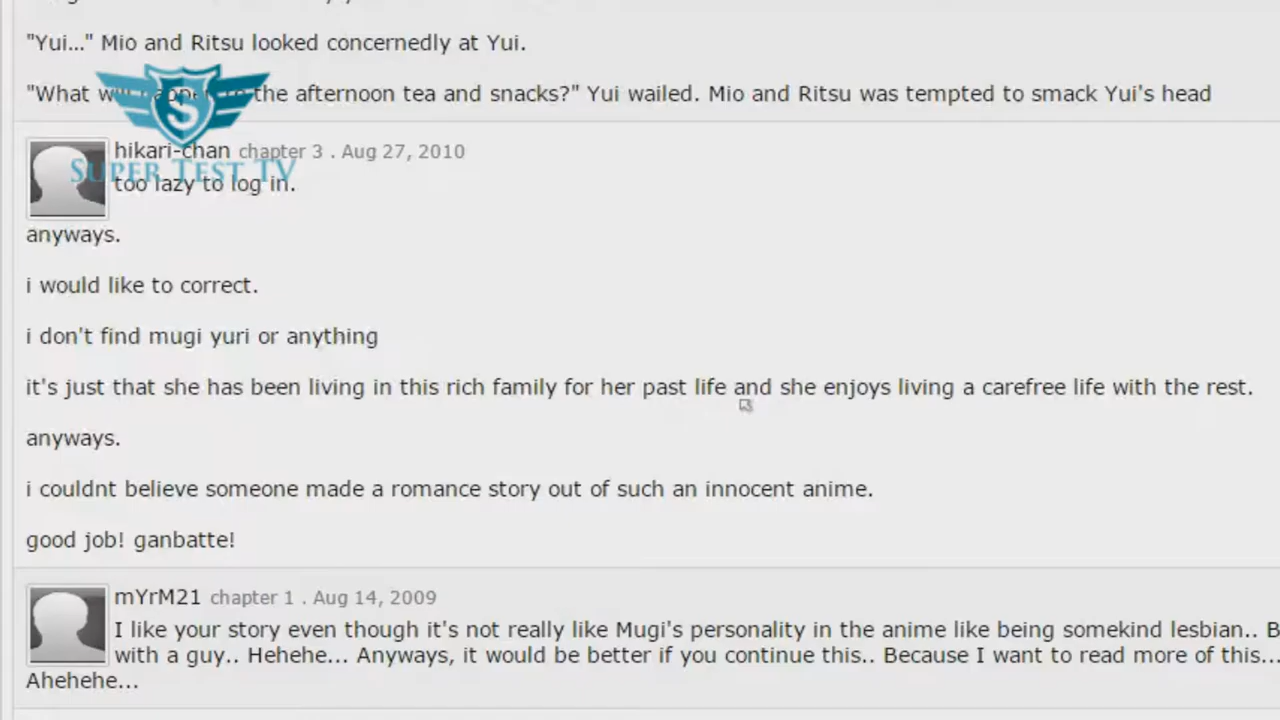 "Yui..." Mio and Ritsu looked concernedly at Yui.
"What will happen to the afternoon tea and snacks?" Yui wailed. Mio and Ritsu was tempted to smack Yui's head
hikari-chan chapter 3 . Aug 27, 2010
SUPER TEST TV
too lazy to log in.
anyways.
i would like to correct.
i don't find mugi yuri or anything
it's just that she has been living in this rich family for her past life and she enjoys living a carefree life with the rest.
anyways.
i couldnt believe someone made a romance story out of such an innocent anime.
good job! ganbatte!
mYrM21 chapter 1 . Aug 14, 2009
I like your story even though it's not really like Mugi's personality in the anime like being somekind lesbian..
with a guy.. Hehehe... Anyways, it would be better if you continue this.. Because I want to read more of this...
Ahehehe...